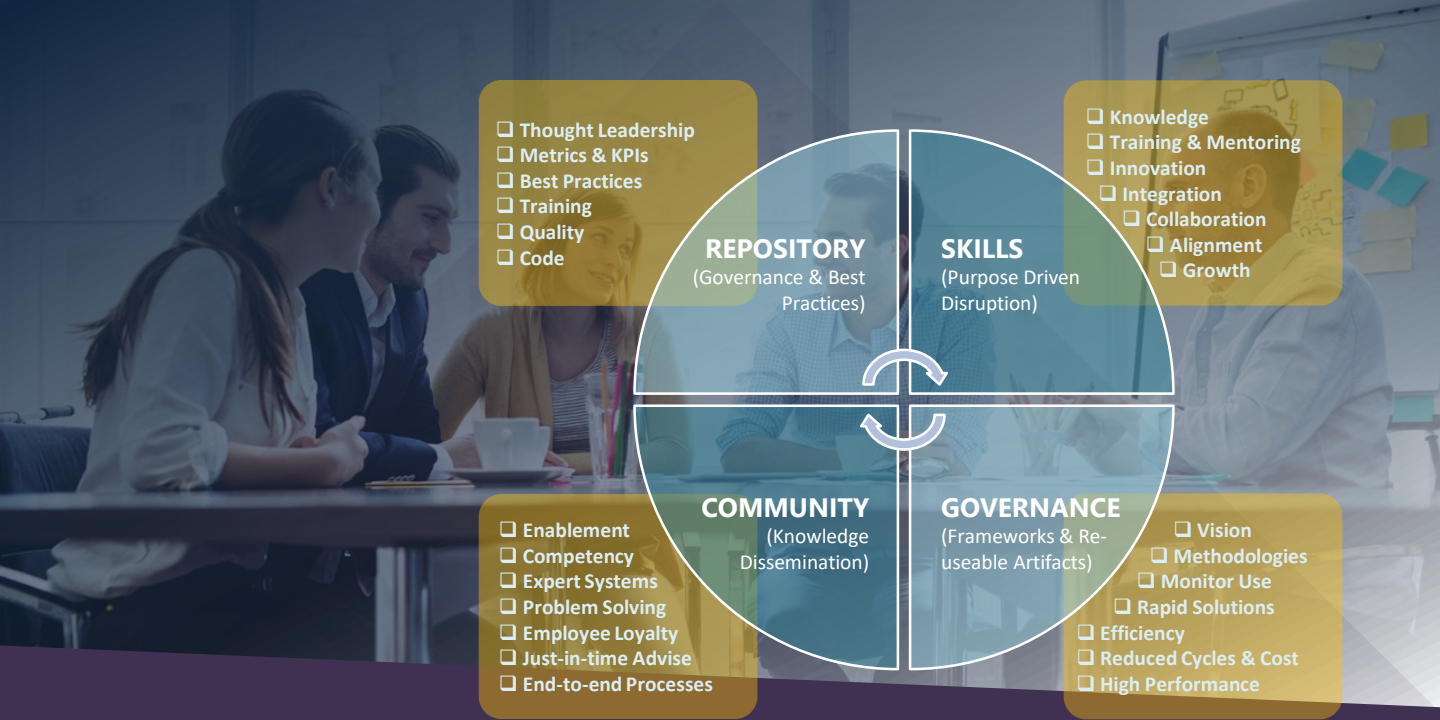 ❑ Thought Leadership
❑ Metrics & KPIs
❑ Best Practices
❑ Training
❑ Quality
❑ Code
REPOSITORY
(Governance & Best
Practices)
❑ Knowledge
❑ Training & Mentoring
❑ Innovation
❑ Integration
❑ Collaboration
❑ Alignment
❑ Growth
SKILLS
(Purpose Driven
Disruption)
❑ Enablement
❑ Competency
❑ Expert Systems
❑ Problem Solving
❑ Employee Loyalty
❑ Just-in-time Advise
❑ End-to-end Processes
COMMUNITY
(Knowledge
Dissemination)
GOVERNANCE
(Frameworks & Re-
useable Artifacts)
❑ Vision
❑ Methodologies
❑ Monitor Use
❑ Rapid Solutions
❑ Efficiency
❑ Reduced Cycles & Cost
❑ High Performance